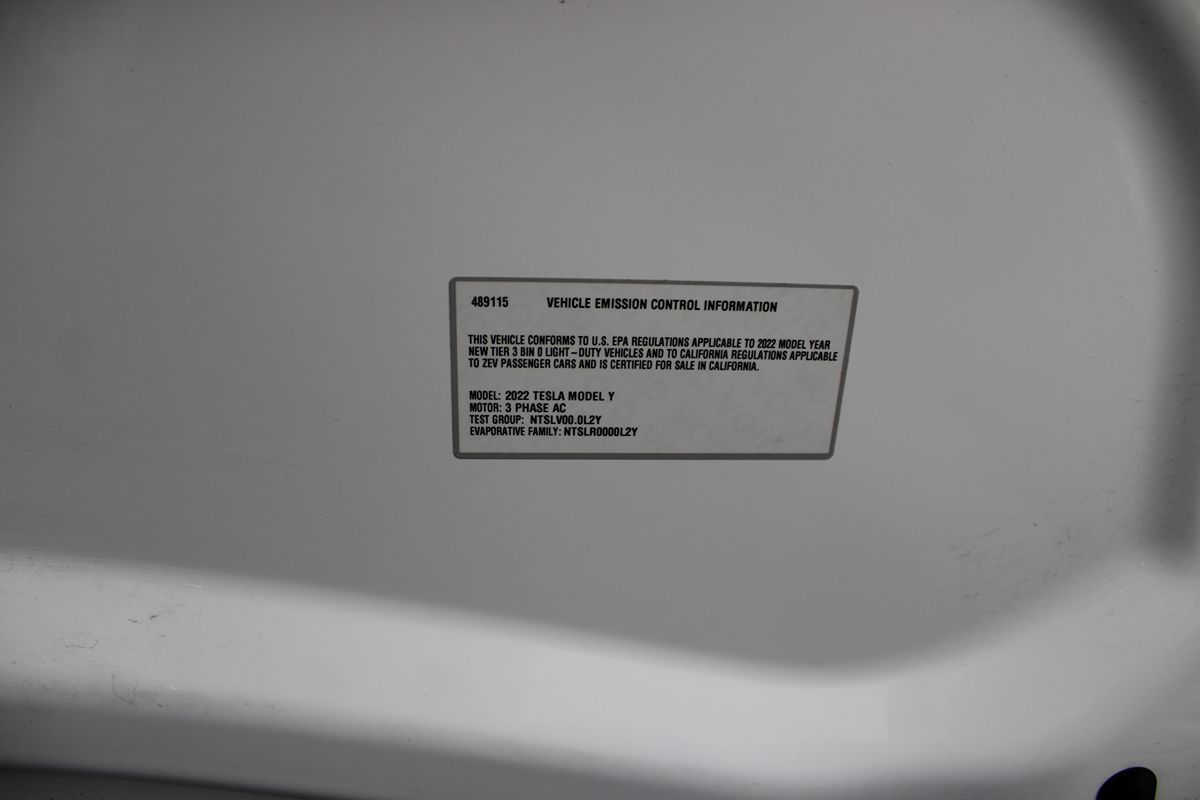 489115 VEHICLE EMISSION CONTROL INFORMATION
THIS VEHICLE CONFORMS TO U.S. EPA REGULATIONS APPLICABLE TO 2022 MODEL YEAR
NEW TIER 3 BIN 0 LIGHT-DUTY VEHICLES AND TO CALIFORNIA REGULATIONS APPLICABLE
TO ZEV PASSENGER CARS AND IS CERTIFIED FOR SALE IN CALIFORNIA.
MODEL: 2022 TESLA MODEL Y
MOTOR: 3 PHASE AC
TEST GROUP: NTSLV00.0L2Y
EVAPORATIVE FAMILY: NTSLR0000L2Y